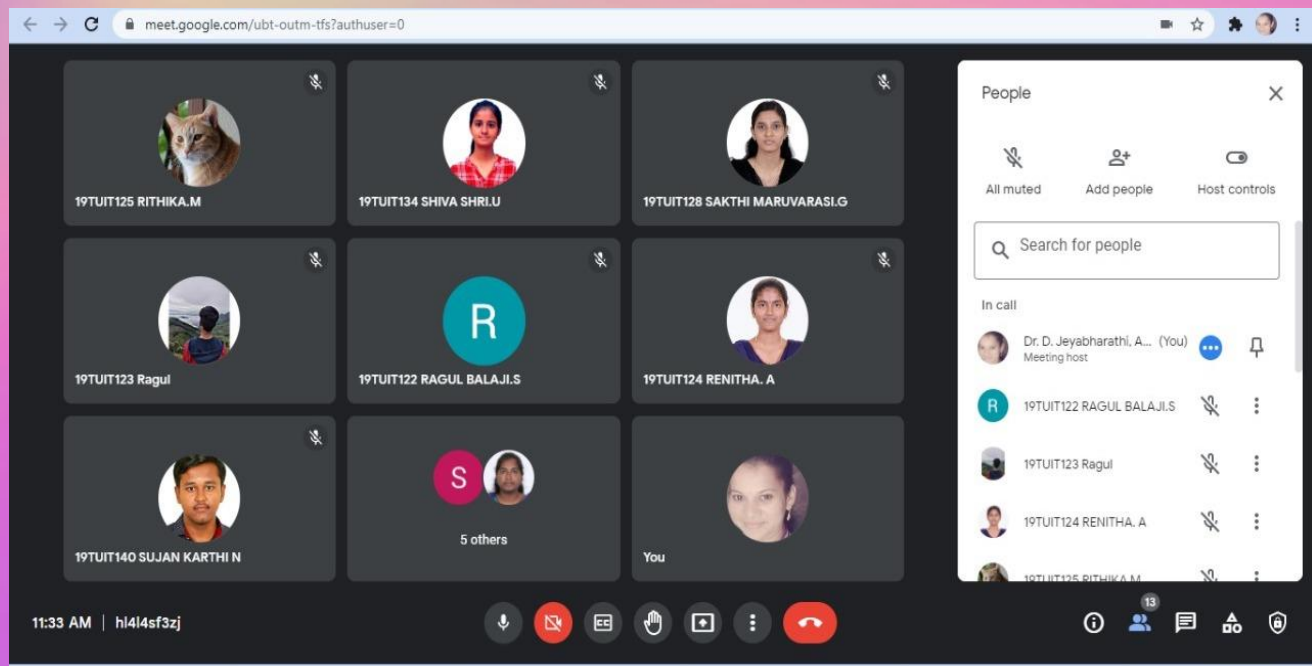 meet.google.com/ubt-outm-tfs?authuser=0
19TUIT125 RITHIKA.M
19TUIT134 SHIVA SHRI.U
19TUIT128 SAKTHI MARUVARASI.G
19TUIT123 Ragul
R
19TUIT122 RAGUL BALAJI.S
19TUIT124 RENITHA. A
19TUIT140 SUJAN KARTHI N
S
5 others
You
People
All muted
Add people
Host controls
Search for people
In call
Dr. D. Jeyabharathi, A... (You)
Meeting host
R
19TUIT122 RAGUL BALAJI.S
19TUIT123 Ragul
19TUIT124 RENITHA. A
19TUIT125 RITHIKA.M
11:33 AM | hl4l4sf3zj
CC
13